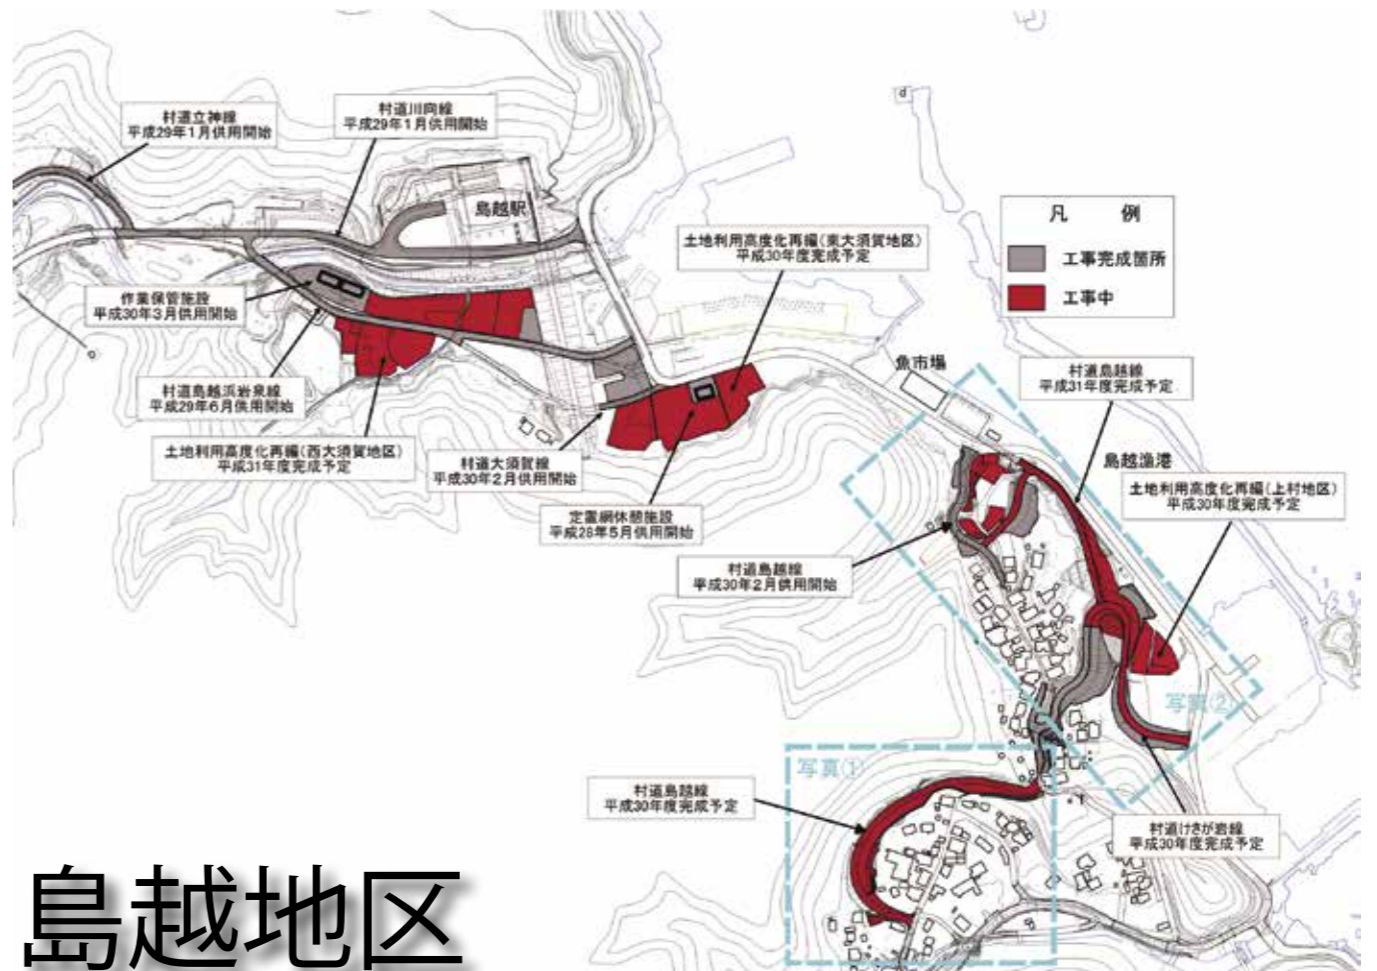 村道立神線
平成29年1月供用開始
村道川向線
平成29年1月供用開始
島越駅
土地利用高度化再編(東大須賀地区)
平成30年度完成予定
凡 例
工事完成箇所
工事中
作業保管施設
平成30年3月供用開始
魚市場
村道島越線
平成31年度完成予定
村道島越浜岩泉線
平成29年6月供用開始
土地利用高度化再編(西大須賀地区)
平成31年度完成予定
村道大須賀線
平成30年2月供用開始
島越漁港
土地利用高度化再編(上村地区)
平成30年度完成予定
定置網休憩施設
平成28年5月供用開始
村道島越線
平成30年2月供用開始
写真②
写真①
村道島越線
平成30年度完成予定
村道けさが岩線
平成30年度完成予定
島越地区